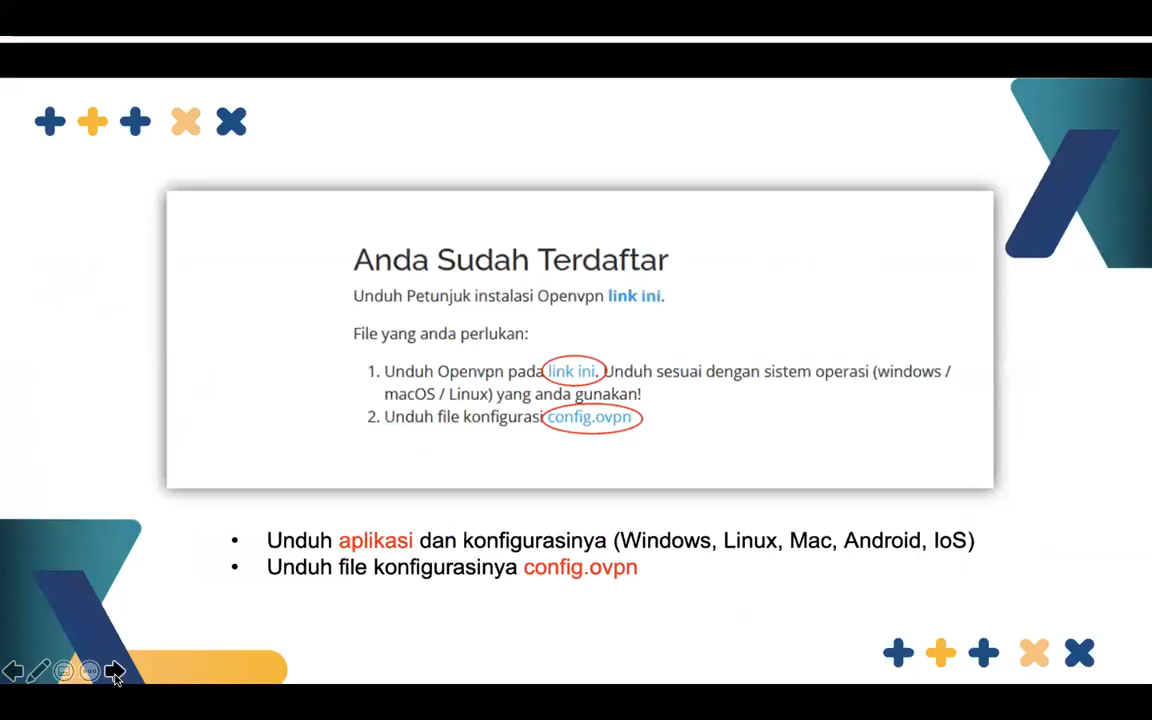 Anda Sudah Terdaftar
Unduh Petunjuk instalasi Openvpn link ini.
File yang anda perlukan:
1. Unduh Openvpn pada link ini. Unduh sesuai dengan sistem operasi (windows /
macOS / Linux) yang anda gunakan!
2. Unduh file konfigurasi config.ovpn
• Unduh aplikasi dan konfigurasinya (Windows, Linux, Mac, Android, IoS)
• Unduh file konfigurasinya config.ovpn